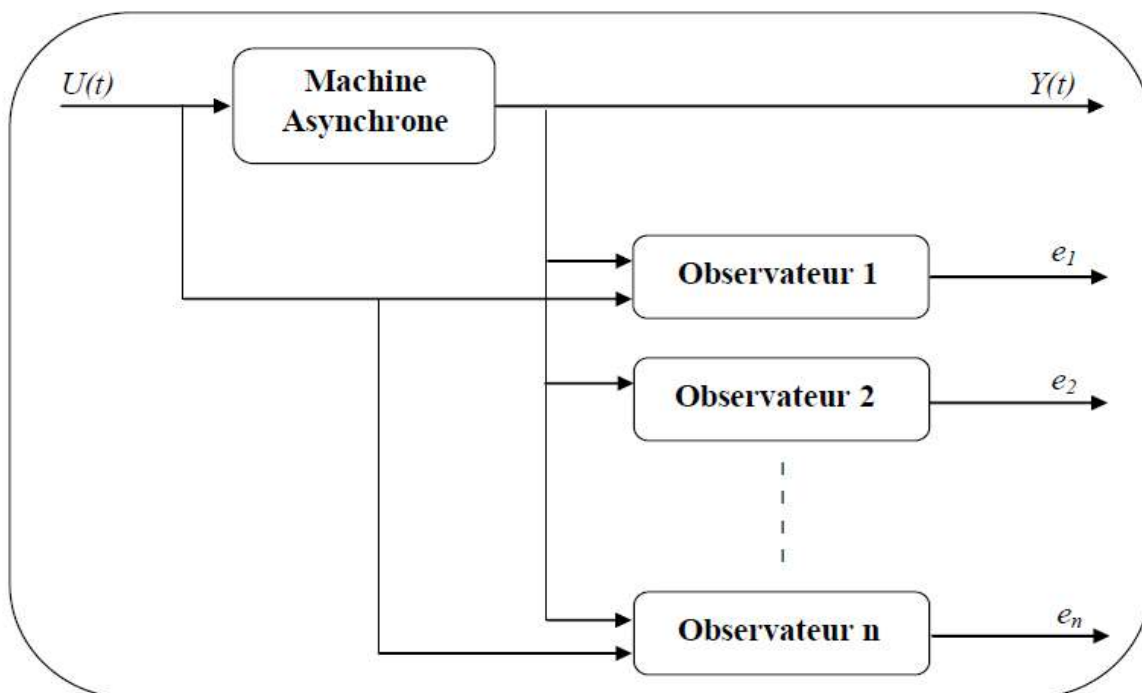 U(t)
Machine
Asynchrone
Y(t)
Observateur 1
e1
Observateur 2
e2
Observateur n
en